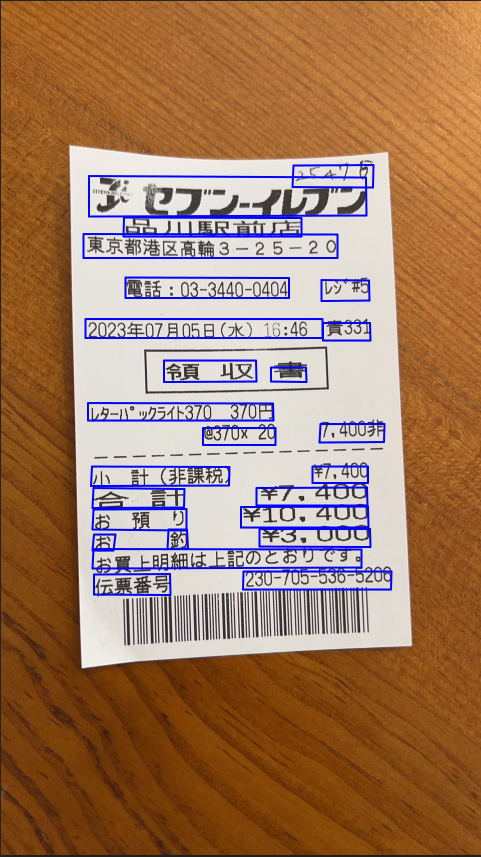 25476
セブン-イレブン
品川駅前店
東京都港区高輪3-25-20
電話：03-3440-0404 レジ#5
2023年07月05日(水) 16:46 責331
領収書
レターパックライト370 370円
@370x 20 7,400非
小　計（非課税） ¥7,400
合　計 ¥7,400
お　預　り ¥10,400
お　　　釣 ¥3,000
お買上明細は上記のとおりです。
伝票番号 230-705-536-5200